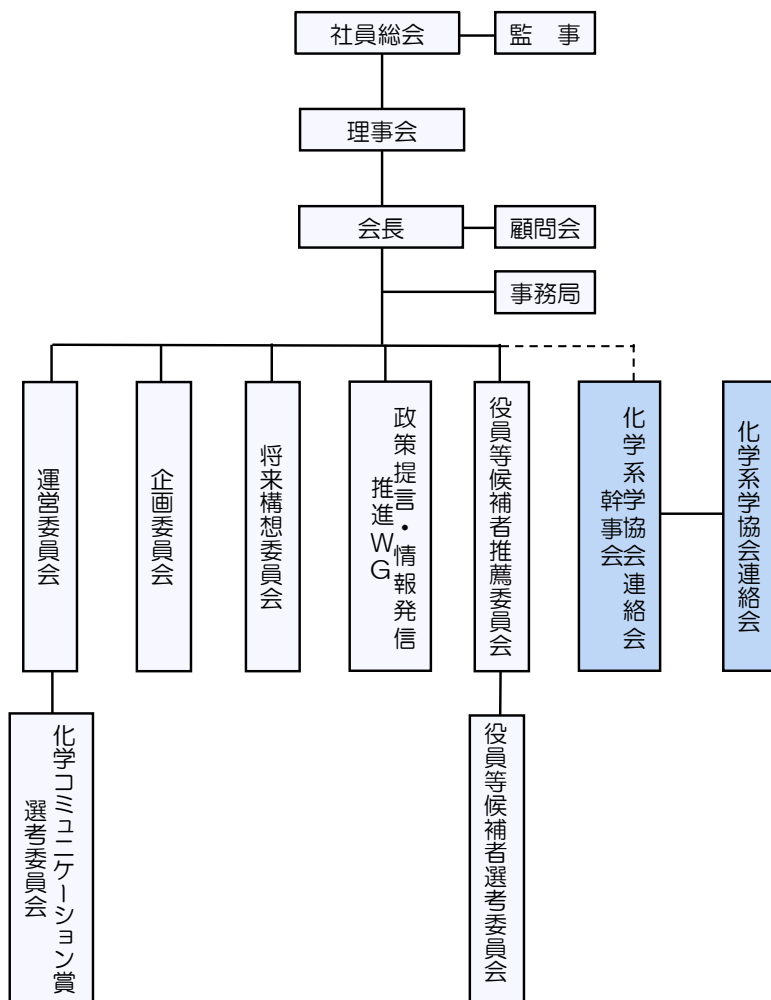 社員総会
監　事
理事会
会長
顧問会
事務局
運営委員会
企画委員会
将来構想委員会
政策提言・情報発信
推進WG
役員等候補者推薦委員会
化学系学協会連絡会
幹事会
化学系学協会連絡会
化学コミュニケーション賞
選考委員会
役員等候補者選考委員会